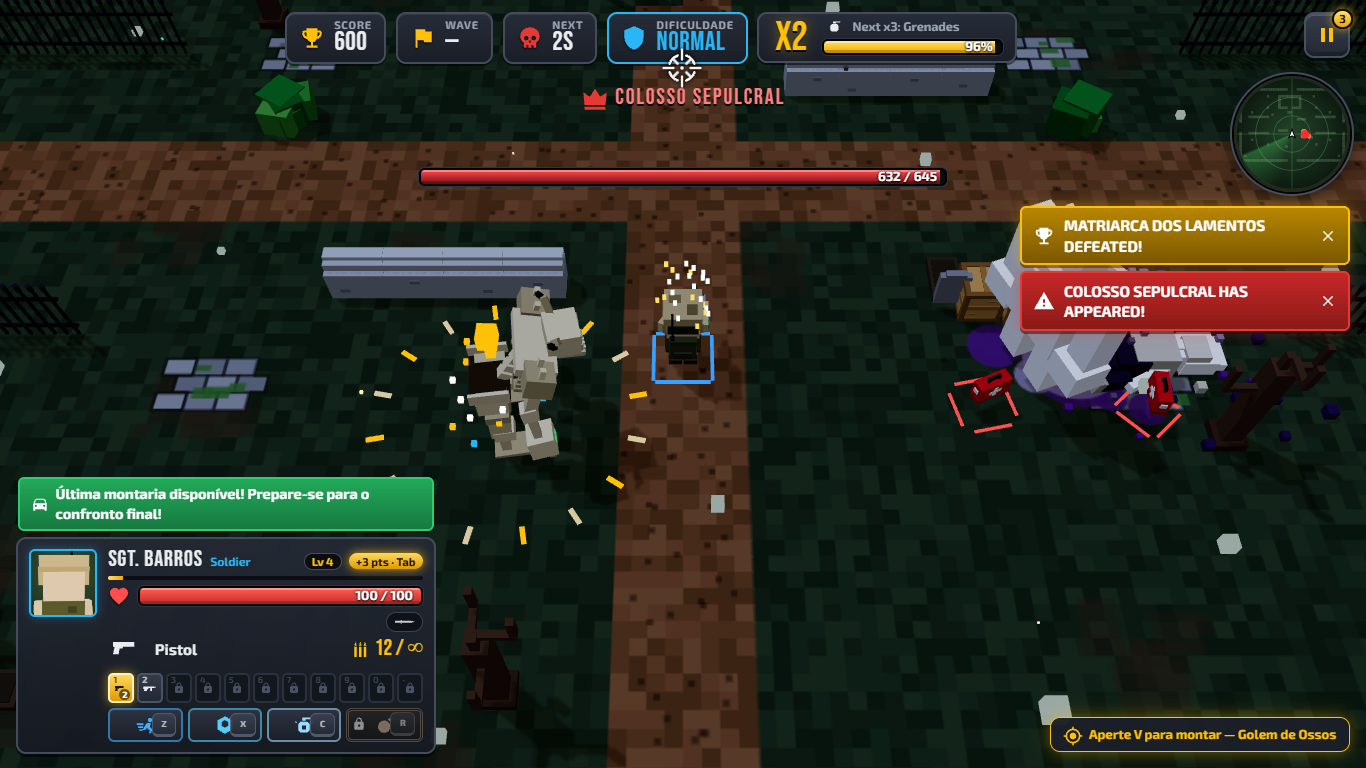 SCORE
600
WAVE
—
NEXT
2S
DIFICULDADE
NORMAL
X2
Next x3: Grenades
96%
3
COLOSSO SEPULCRAL
632 / 645
MATRIARCA DOS LAMENTOS
DEFEATED!
COLOSSO SEPULCRAL HAS
APPEARED!
Última montaria disponível! Prepare-se para o
confronto final!
SGT. BARROS Soldier
Lv 4
+3 pts · Tab
100 / 100
Pistol
12 / ∞
1 2 2 3 4 5 6 7 8 9 0 -
Z X C R
Aperte V para montar — Golem de Ossos